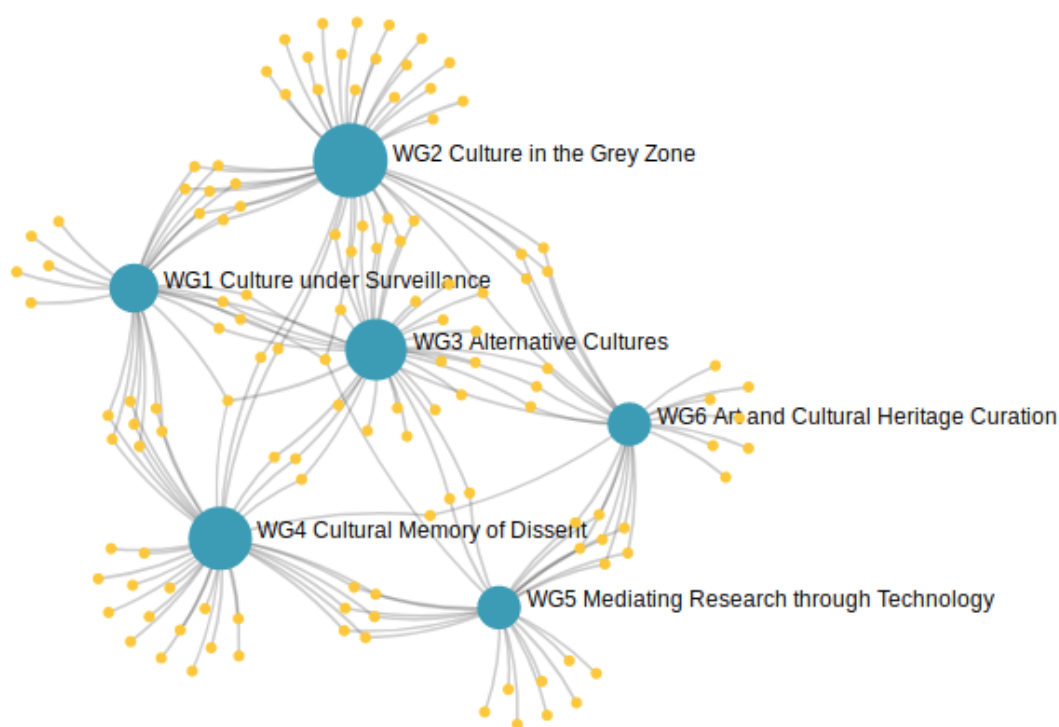 WG2 Culture in the Grey Zone
WG1 Culture under Surveillance
WG3 Alternative Cultures
WG6 Art and Cultural Heritage Curation
WG4 Cultural Memory of Dissent
WG5 Mediating Research through Technology